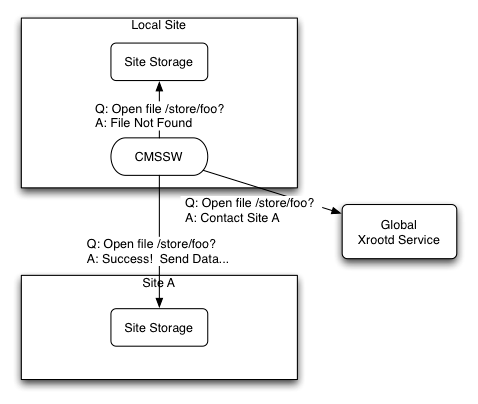 Local Site
Site Storage
Q: Open file /store/foo?
A: File Not Found
CMSSW
Q: Open file /store/foo?
A: Contact Site A
Global
Xrootd Service
Q: Open file /store/foo?
A: Success!  Send Data...
Site A
Site Storage